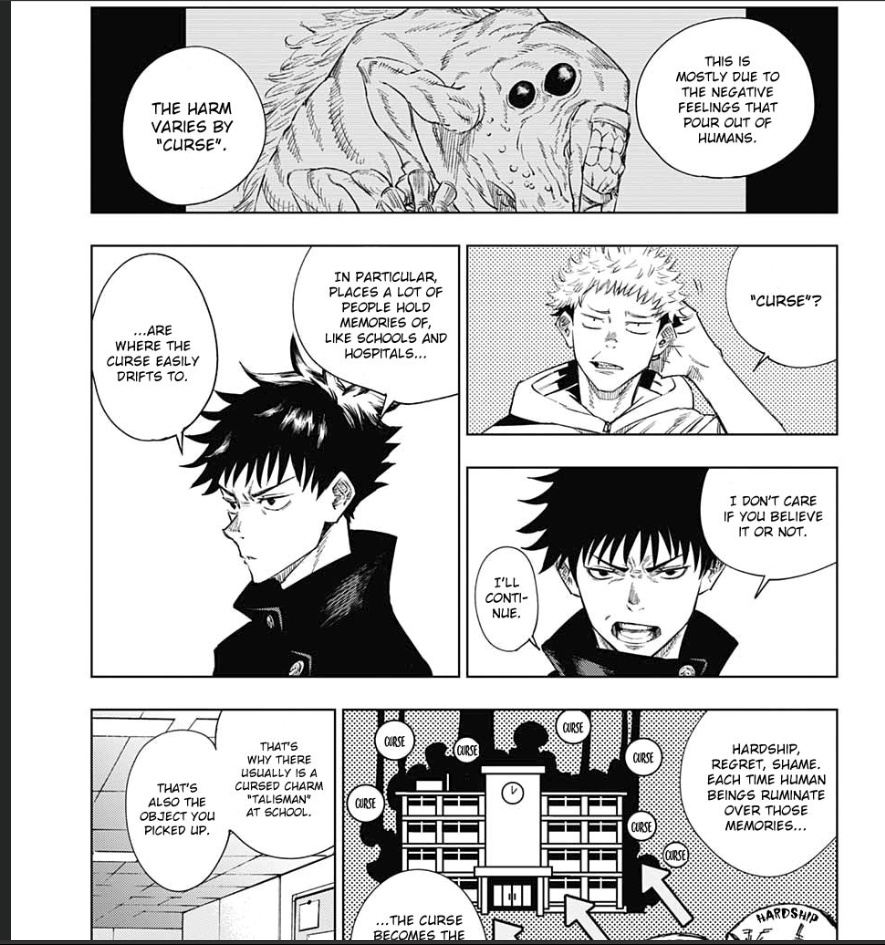 THIS IS
MOSTLY DUE TO
THE NEGATIVE
FEELINGS THAT
POUR OUT OF
HUMANS.
THE HARM
VARIES BY
"CURSE".
"CURSE"?
IN PARTICULAR,
PLACES A LOT OF
PEOPLE HOLD
MEMORIES OF,
LIKE SCHOOLS AND
HOSPITALS...
...ARE
WHERE THE
CURSE EASILY
DRIFTS TO.
I DON'T CARE
IF YOU BELIEVE
IT OR NOT.
I'LL
CONTI-
NUE.
HARDSHIP,
REGRET, SHAME.
EACH TIME HUMAN
BEINGS RUMINATE
OVER THOSE
MEMORIES...
CURSE
CURSE
CURSE
CURSE
CURSE
CURSE
CURSE
HARDSHIP
...THE CURSE
BECOMES THE
THAT'S
WHY THERE
USUALLY IS A
CURSED CHARM
"TALISMAN"
AT SCHOOL.
THAT'S
ALSO THE
OBJECT YOU
PICKED UP.